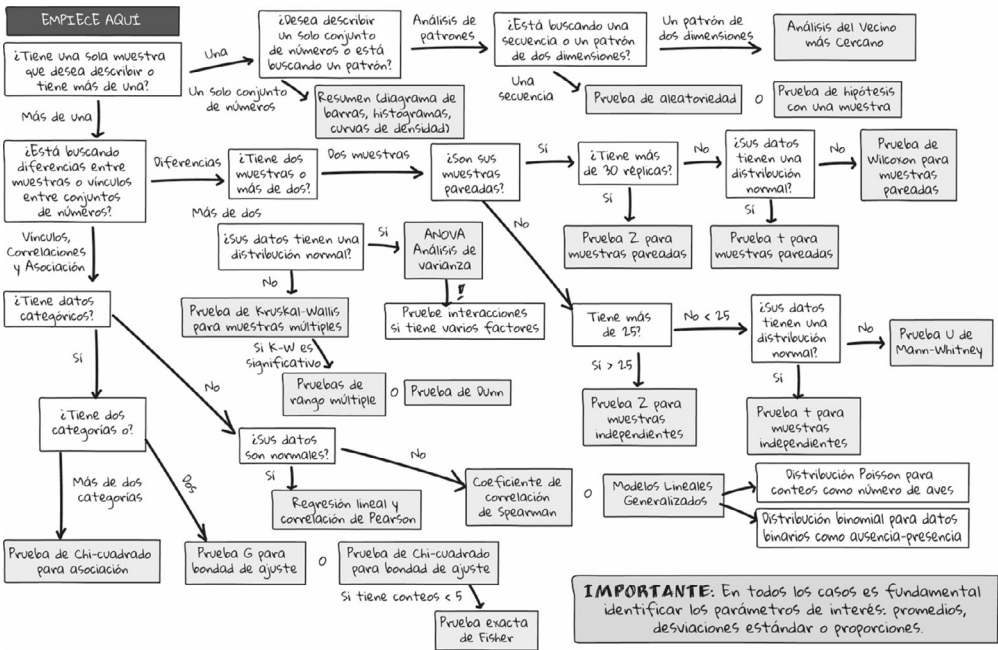 EMPIECE AQUÍ
¿Tiene una sola muestra
que desea describir o
tiene más de una?
Una
¿Desea describir
un solo conjunto
de números o está
buscando un patrón?
Análisis de
patrones
¿Está buscando una
secuencia o un patrón
de dos dimensiones?
Un patrón de
dos dimensiones
Análisis del Vecino
más Cercano
Un solo conjunto
de números
Resumen (diagrama de
barras, histogramas,
curvas de densidad)
Una
secuencia
Prueba de aleatoriedad
o
Prueba de hipótesis
con una muestra
Más de una
¿Está buscando
diferencias entre
muestras o vínculos
entre conjuntos
de números?
Diferencias
¿Tiene dos
muestras o
más de dos?
Dos muestras
¿Son sus
muestras
pareadas?
Sí
¿Tiene más
de 30 réplicas?
No
¿Sus datos
tienen una
distribución
normal?
No
Prueba de
Wilcoxon para
muestras
pareadas
Sí
Prueba Z para
muestras pareadas
Sí
Prueba t para
muestras pareadas
Más de dos
¿Sus datos tienen una
distribución normal?
Sí
ANOVA
Análisis de
varianza
Pruebe interacciones
si tiene varios factores
No
Prueba de Kruskal-Wallis
para muestras múltiples
Si K-W es
significativo
Pruebas de
rango múltiple
o
Prueba de Dunn
No
Tiene más
de 25?
No < 25
¿Sus datos
tienen una
distribución
normal?
No
Prueba U de
Mann-Whitney
Sí > 25
Prueba Z para
muestras
independientes
Sí
Prueba t para
muestras
independientes
Vínculos,
Correlaciones
y Asociación
¿Tiene datos
categóricos?
Sí
No
¿Tiene dos
categorías o?
Más de dos
categorías
Dos
¿Sus datos
son normales?
Sí
No
Regresión lineal y
correlación de Pearson
Coeficiente de
correlación
de Spearman
o
Modelos Lineales
Generalizados
Distribución Poisson para
conteos como número de aves
Distribución binomial para datos
binarios como ausencia-presencia
Prueba de Chi-cuadrado
para asociación
Prueba G para
bondad de ajuste
o
Prueba de Chi-cuadrado
para bondad de ajuste
Si tiene conteos < 5
Prueba exacta
de Fisher
IMPORTANTE: En todos los casos es fundamental
identificar los parámetros de interés: promedios,
desviaciones estándar o proporciones.